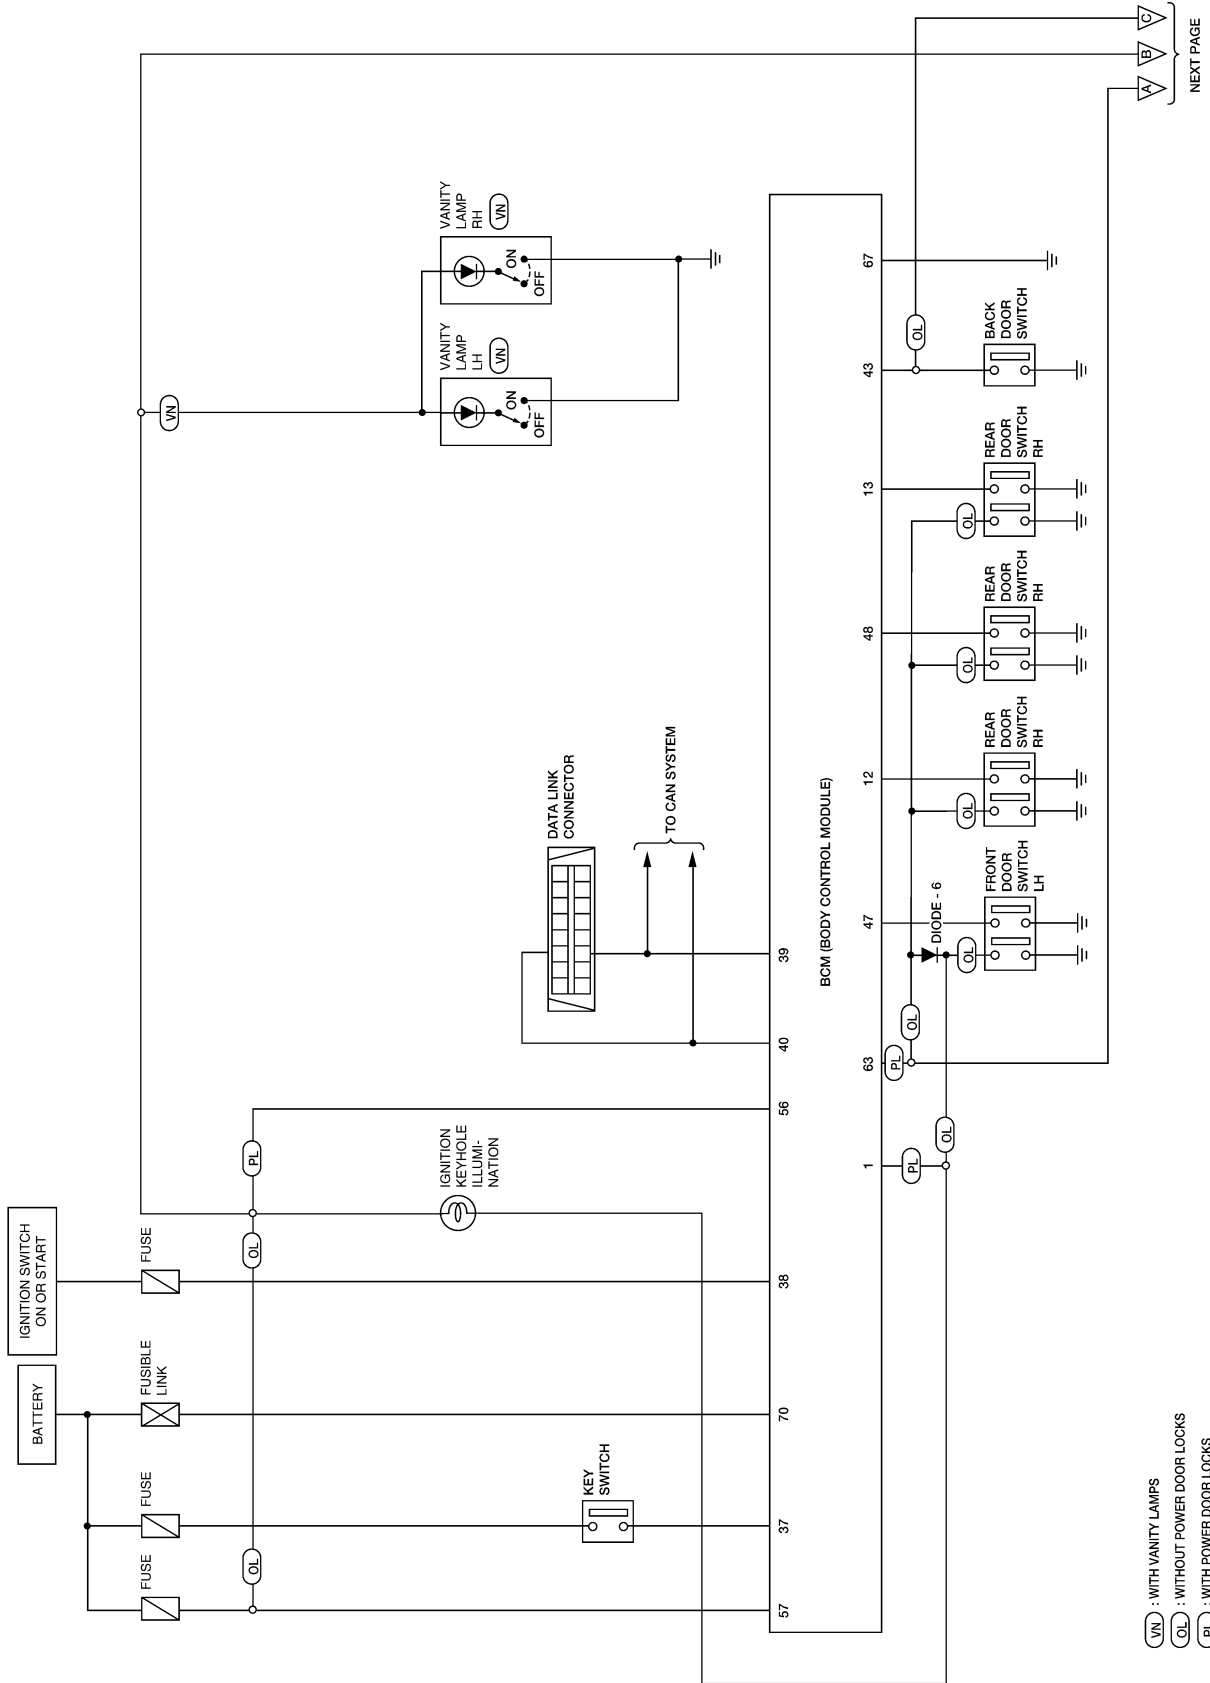 BATTERY
IGNITION SWITCH
ON OR START
FUSE
FUSE
FUSIBLE
LINK
FUSE
OL
OL
PL
VN
KEY
SWITCH
IGNITION
KEYHOLE
ILLUMI-
NATION
DATA LINK
CONNECTOR
TO CAN SYSTEM
VANITY
LAMP
LH
VN
ON
OFF
VANITY
LAMP
RH
VN
ON
OFF
57
37
70
38
56
40
39
BCM (BODY CONTROL MODULE)
1
63
47
12
48
13
43
67
PL
OL
PL
OL
DIODE - 6
OL
FRONT
DOOR
SWITCH
LH
OL
REAR
DOOR
SWITCH
RH
OL
REAR
DOOR
SWITCH
RH
OL
REAR
DOOR
SWITCH
RH
OL
BACK
DOOR
SWITCH
A
B
C
NEXT PAGE
VN : WITH VANITY LAMPS
OL : WITHOUT POWER DOOR LOCKS
PL : WITH POWER DOOR LOCKS